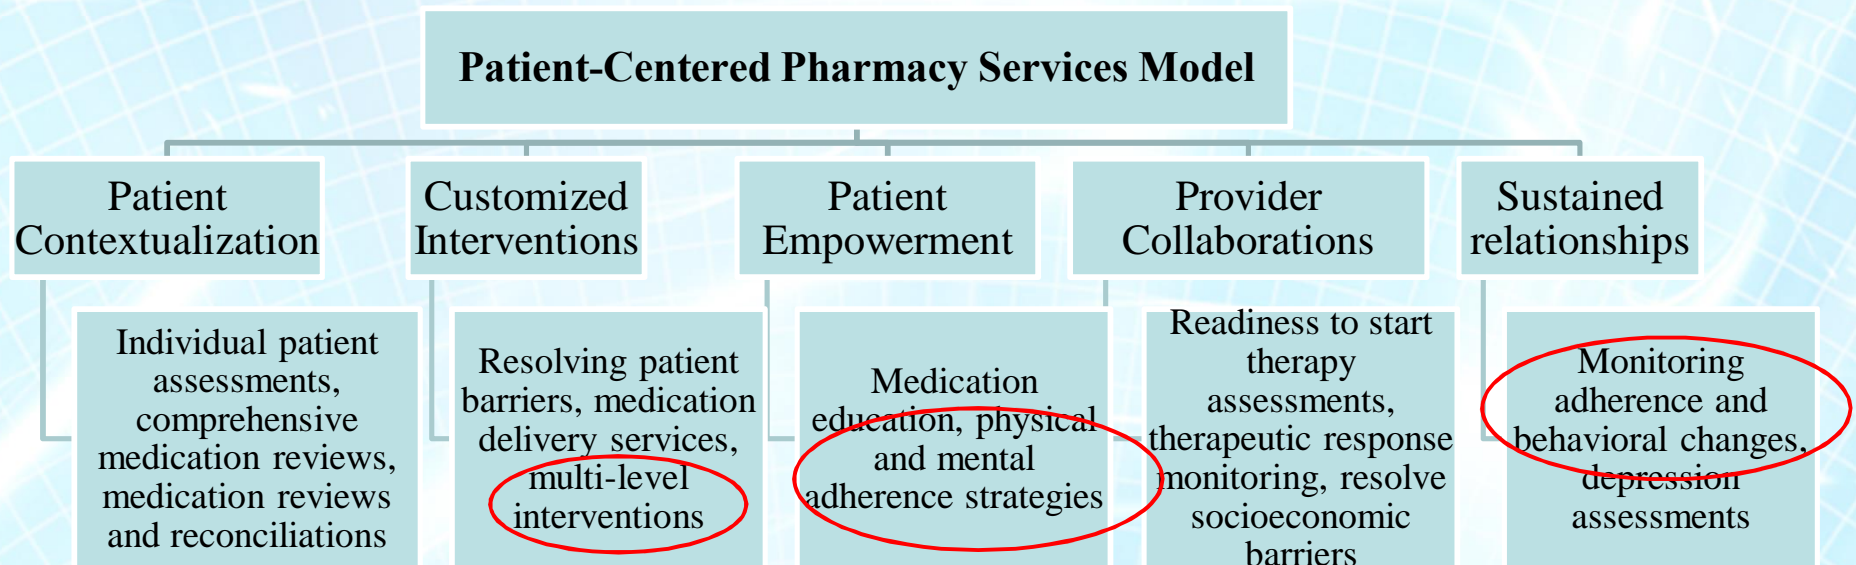 Patient-Centered Pharmacy Services Model
Patient
Contextualization
Customized
Interventions
Patient
Empowerment
Provider
Collaborations
Sustained
relationships
Individual patient
assessments,
comprehensive
medication reviews,
medication reviews
and reconciliations
Resolving patient
barriers, medication
delivery services,
multi-level
interventions
Medication
education, physical
and mental
adherence strategies
Readiness to start
therapy
assessments,
therapeutic response
monitoring, resolve
socioeconomic
barriers
Monitoring
adherence and
behavioral changes,
depression
assessments